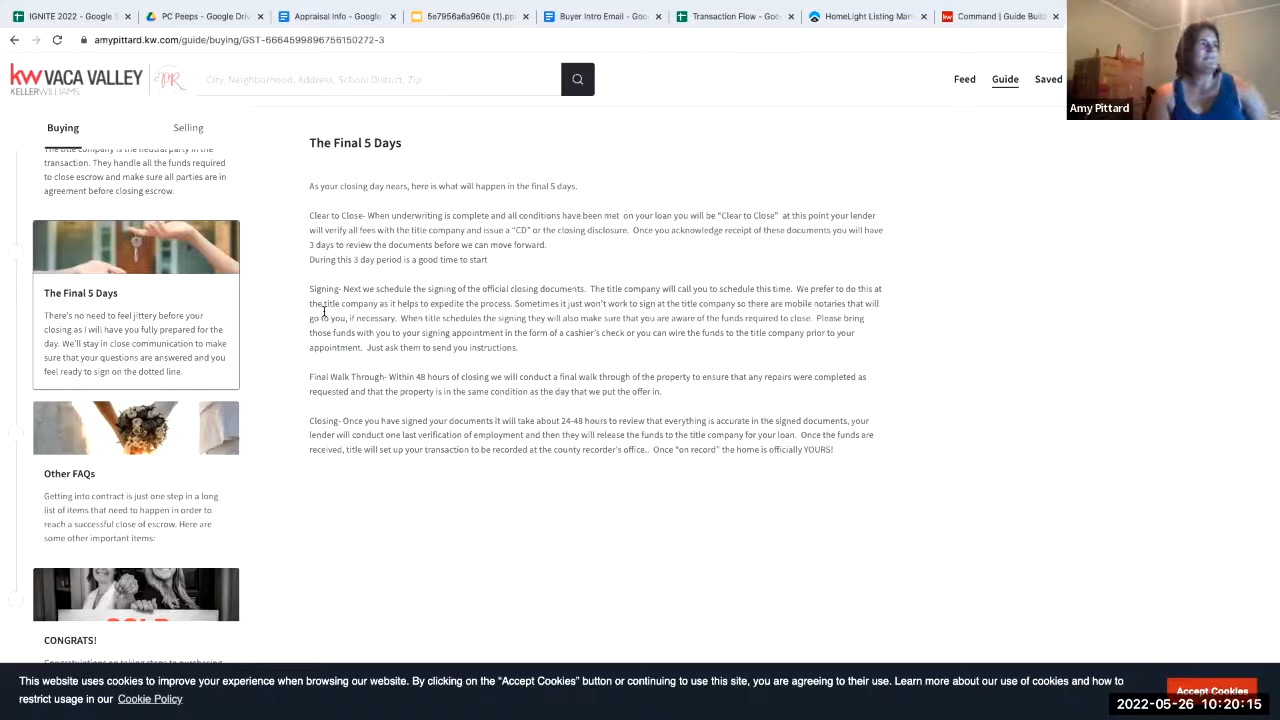 IGNITE 2022 - Google S
PC Peeps - Google Driv
Appraisal Info - Google
5e7956a6a960e (1).pp
Buyer Intro Email - Goo
Transaction Flow - Goo
HomeLight Listing Man
Command | Guide Build
amypittard.kw.com/guide/buying/GST-6664599896756150272-3
kw VACA VALLEY
KELLERWILLIAMS.
PR
City, Neighborhood, Address, School District, Zip
Feed
Guide
Saved
Amy Pittard
Buying
Selling
The title company is the neutral party in the
transaction. They handle all the funds required
to close escrow and make sure all parties are in
agreement before closing escrow.
The Final 5 Days
There's no need to feel jittery before your
closing as I will have you fully prepared for the
day. We'll stay in close communication to make
sure that your questions are answered and you
feel ready to sign on the dotted line.
Other FAQs
Getting into contract is just one step in a long
list of items that need to happen in order to
reach a successful close of escrow. Here are
some other important items:
CONGRATS!
The Final 5 Days
As your closing day nears, here is what will happen in the final 5 days.
Clear to Close- When underwriting is complete and all conditions have been met on your loan you will be "Clear to Close" at this point your lender
will verify all fees with the title company and issue a "CD" or the closing disclosure. Once you acknowledge receipt of these documents you will have
3 days to review the documents before we can move forward.
During this 3 day period is a good time to start
Signing- Next we schedule the signing of the official closing documents. The title company will call you to schedule this time. We prefer to do this at
the title company as it helps to expedite the process. Sometimes it just won't work to sign at the title company so there are mobile notaries that will
go to you, if necessary. When title schedules the signing they will also make sure that you are aware of the funds required to close. Please bring
those funds with you to your signing appointment in the form of a cashier's check or you can wire the funds to the title company prior to your
appointment. Just ask them to send you instructions.
Final Walk Through- Within 48 hours of closing we will conduct a final walk through of the property to ensure that any repairs were completed as
requested and that the property is in the same condition as the day that we put the offer in.
Closing- Once you have signed your documents it will take about 24-48 hours to review that everything is accurate in the signed documents, your
lender will conduct one last verification of employment and then they will release the funds to the title company for your loan. Once the funds are
received, title will set up your transaction to be recorded at the county recorder's office.. Once "on record" the home is officially YOURS!
This website uses cookies to improve your experience when browsing our website. By clicking on the "Accept Cookies" button or continuing to use this site, you are agreeing to their use. Learn more about our use of cookies and how to
restrict usage in our Cookie Policy
Accept Cookies
2022-05-26 10:20:15